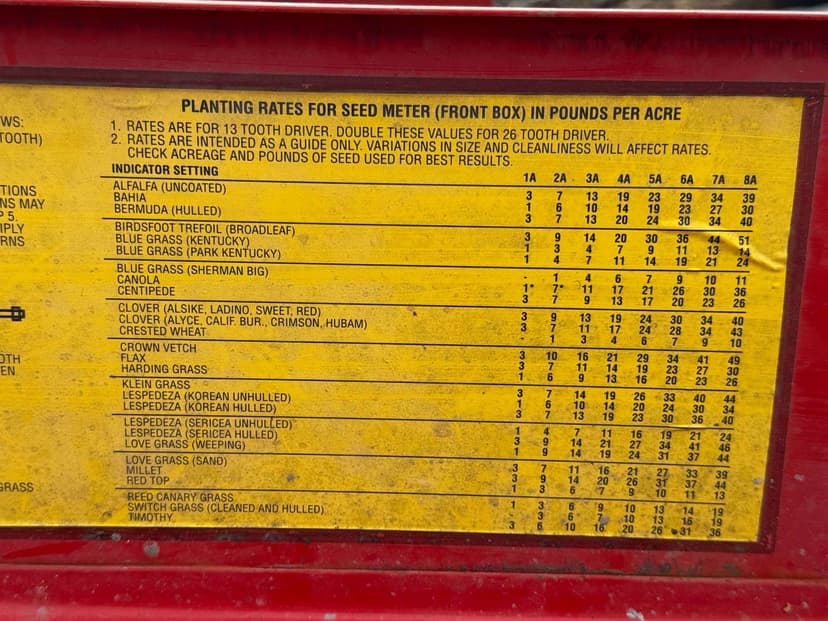 WS:
TOOTH)
TIONS
NS MAY
P 5.
IPLY
RNS
OTH
EN
GRASS
PLANTING RATES FOR SEED METER (FRONT BOX) IN POUNDS PER ACRE
1. RATES ARE FOR 13 TOOTH DRIVER. DOUBLE THESE VALUES FOR 26 TOOTH DRIVER.
2. RATES ARE INTENDED AS A GUIDE ONLY. VARIATIONS IN SIZE AND CLEANLINESS WILL AFFECT RATES.
CHECK ACREAGE AND POUNDS OF SEED USED FOR BEST RESULTS.
INDICATOR SETTING 1A 2A 3A 4A 5A 6A 7A 8A
ALFALFA (UNCOATED) 3 7 13 19 23 29 34 39
BAHIA 1 6 10 14 19 23 27 30
BERMUDA (HULLED) 3 7 13 20 24 30 34 40
BIRDSFOOT TREFOIL (BROADLEAF) 3 9 14 20 30 36 44 51
BLUE GRASS (KENTUCKY) 1 3 4 7 9 11 13 14
BLUE GRASS (PARK KENTUCKY) 1 4 7 11 14 19 21 24
BLUE GRASS (SHERMAN BIG) - 1 4 6 7 9 10 11
CANOLA 1* 7* 11 17 21 26 30 36
CENTIPEDE 3 7 9 13 17 20 23 26
CLOVER (ALSIKE, LADINO, SWEET, RED) 3 9 13 19 24 30 34 40
CLOVER (ALYCE, CALIF. BUR., CRIMSON, HUBAM) 3 7 11 17 24 28 34 43
CRESTED WHEAT - 1 3 4 6 7 9 10
CROWN VETCH 3 10 16 21 29 34 41 49
FLAX 3 7 11 14 19 23 27 30
HARDING GRASS 1 6 9 13 16 20 23 26
KLEIN GRASS 3 7 14 19 26 33 40 44
LESPEDEZA (KOREAN UNHULLED) 1 6 10 14 20 24 30 34
LESPEDEZA (KOREAN HULLED) 3 7 13 19 23 30 36 40
LESPEDEZA (SERICEA UNHULLED) 1 4 7 11 16 19 21 24
LESPEDEZA (SERICEA HULLED) 3 9 14 21 27 34 41 46
LOVE GRASS (WEEPING) 1 9 14 19 24 31 37 44
LOVE GRASS (SAND) 3 7 11 16 21 27 33 39
MILLET 3 9 14 20 26 31 37 44
RED TOP 1 3 6 7 9 10 11 13
REED CANARY GRASS 1 3 6 9 10 13 14 19
SWITCH GRASS (CLEANED AND HULLED) - 3 6 7 10 13 16 19
TIMOTHY 3 6 10 16 20 26 31 36